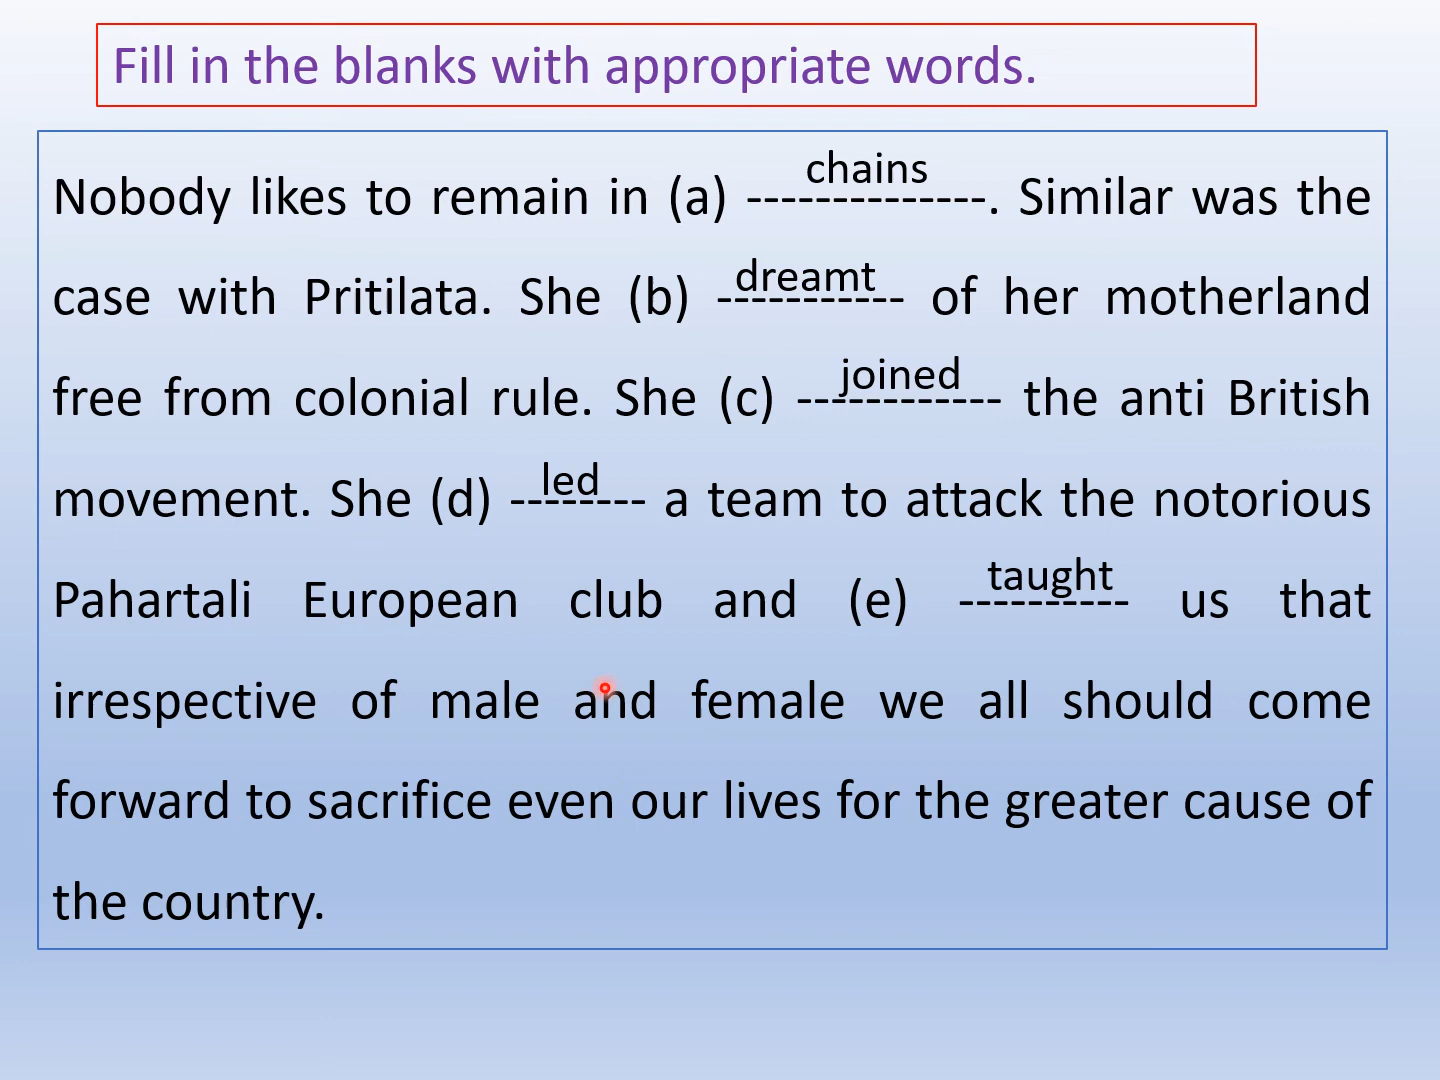 Fill in the blanks with appropriate words.
Nobody likes to remain in (a) -------------- chains. Similar was the
case with Pritilata. She (b) ----------- dreamt of her motherland
free from colonial rule. She (c) ------------ joined the anti British
movement. She (d) -------- led a team to attack the notorious
Pahartali European club and (e) ---------- taught us that
irrespective of male and female we all should come
forward to sacrifice even our lives for the greater cause of
the country.